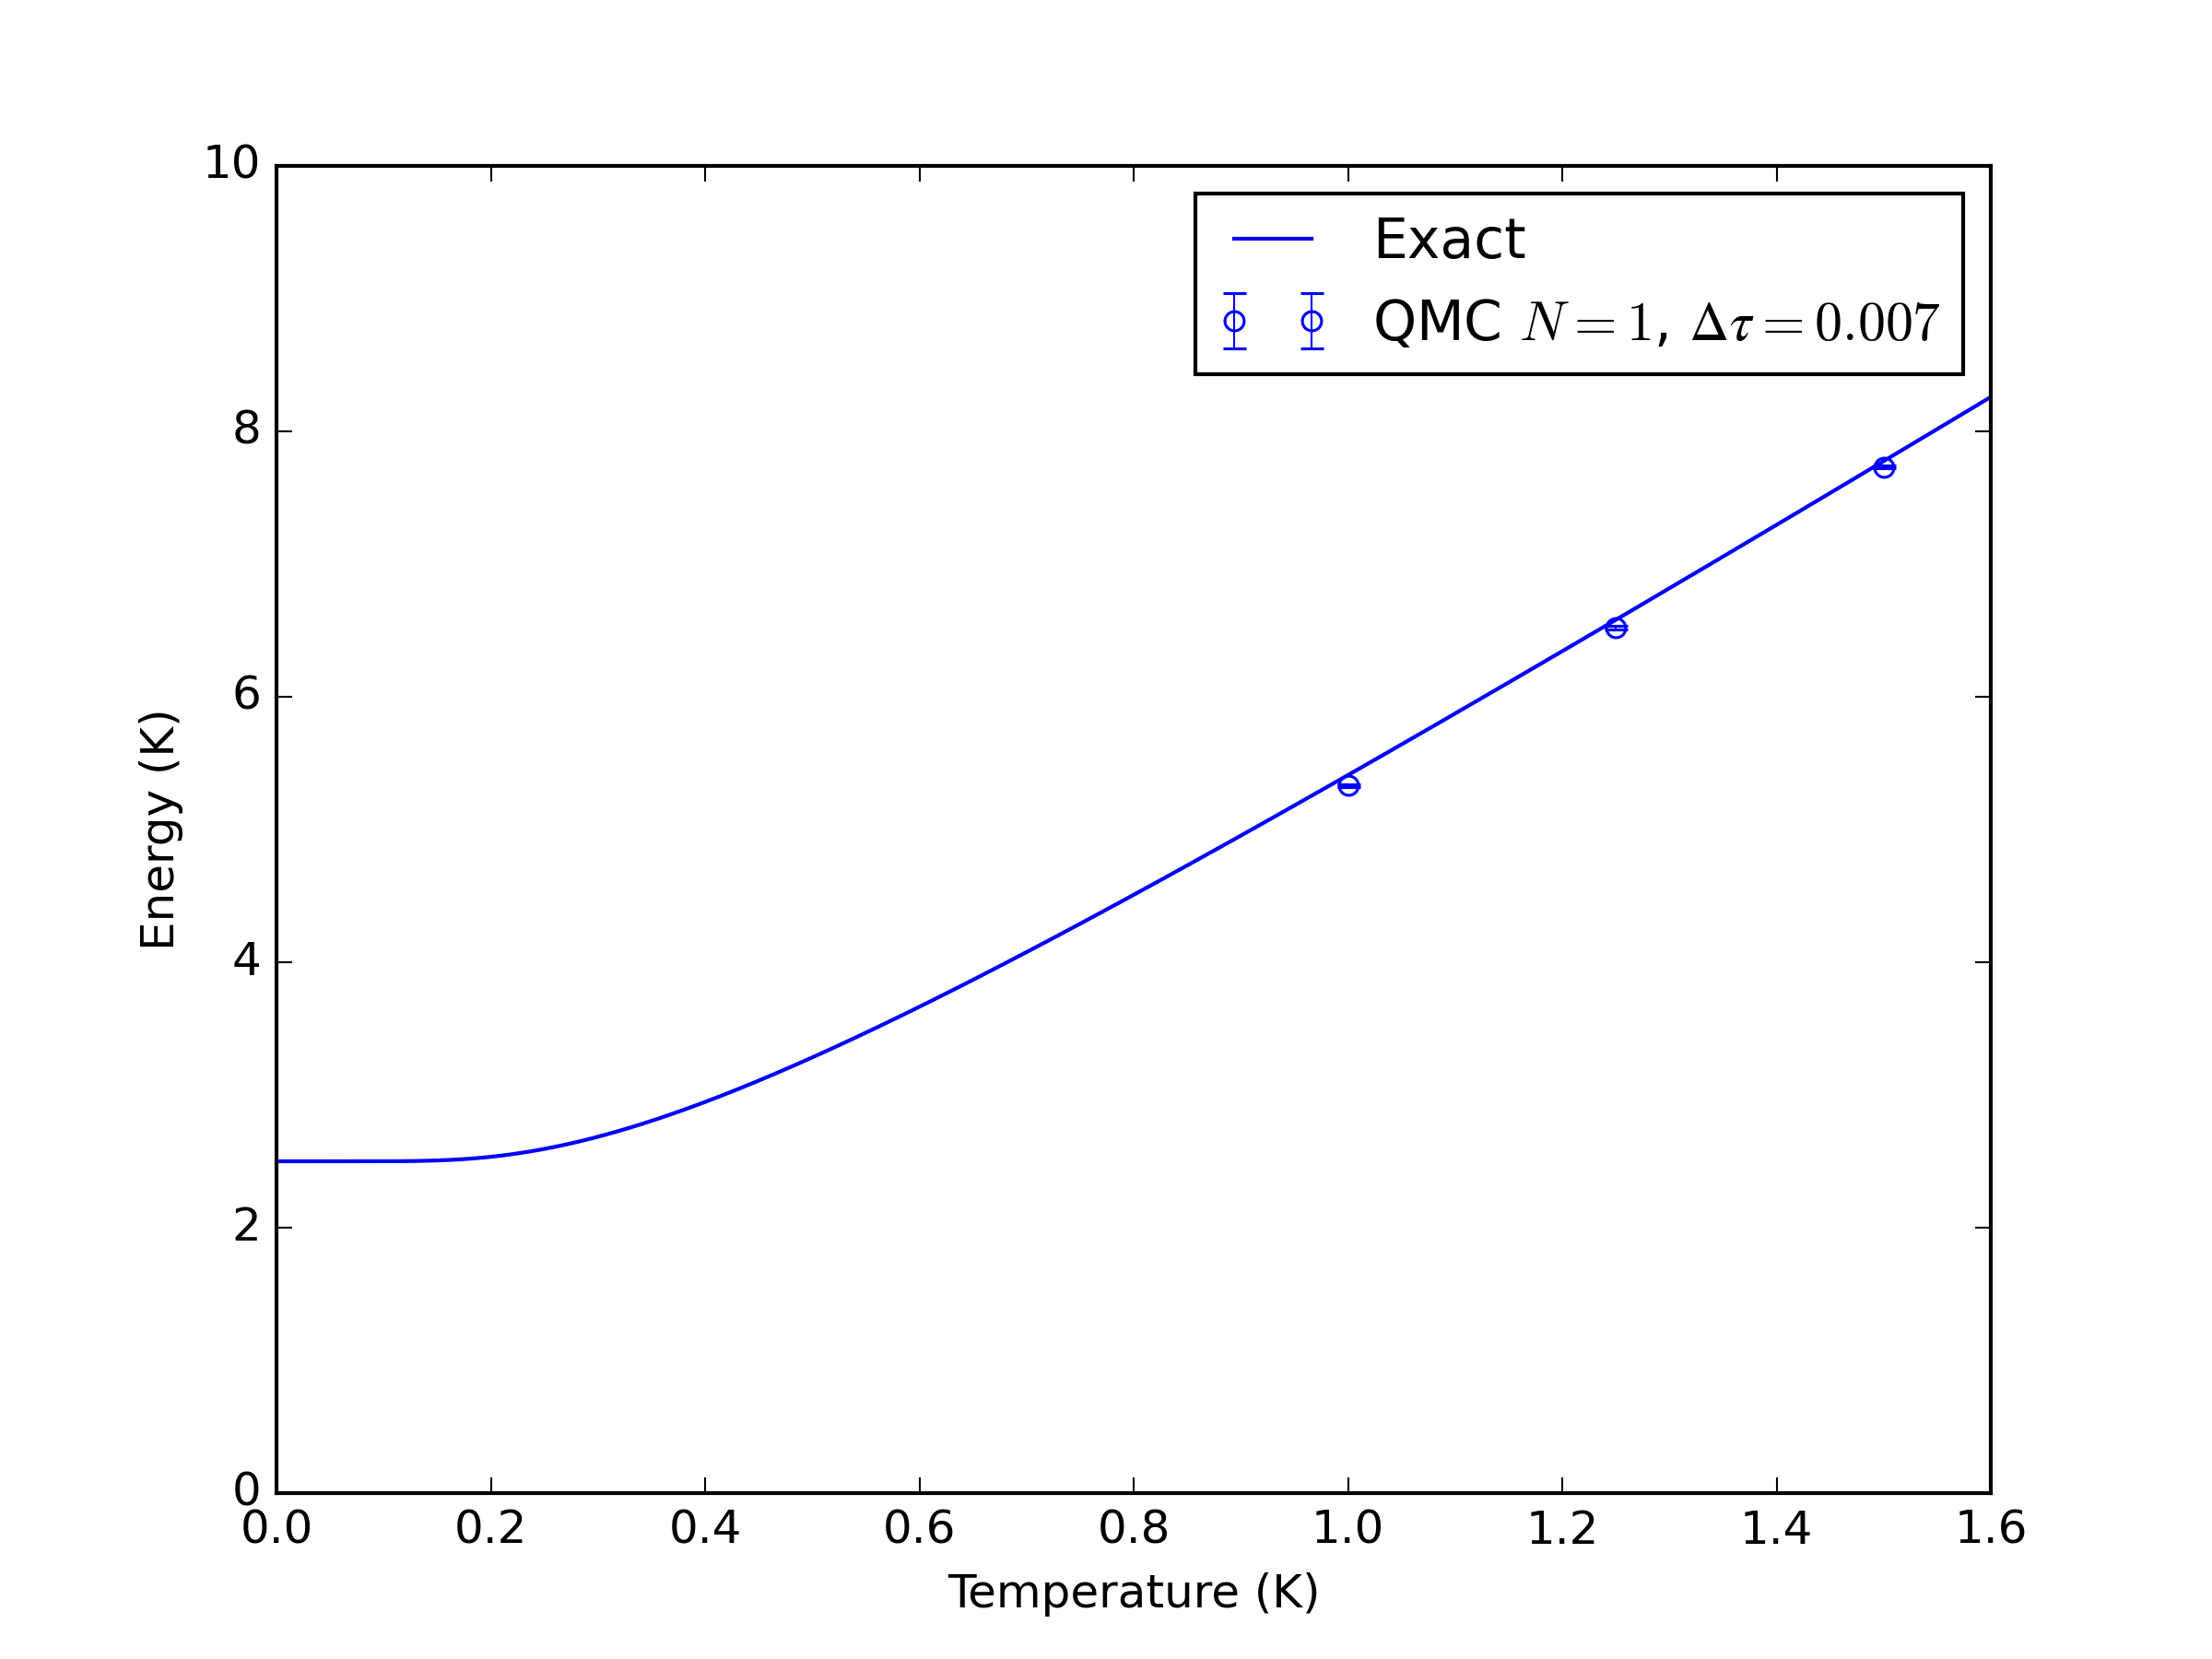 10
8
6
4
2
0
0.0 0.2 0.4 0.6 0.8 1.0 1.2 1.4 1.6
Energy (K)
Temperature (K)
Exact
QMC N = 1, Δτ = 0.007